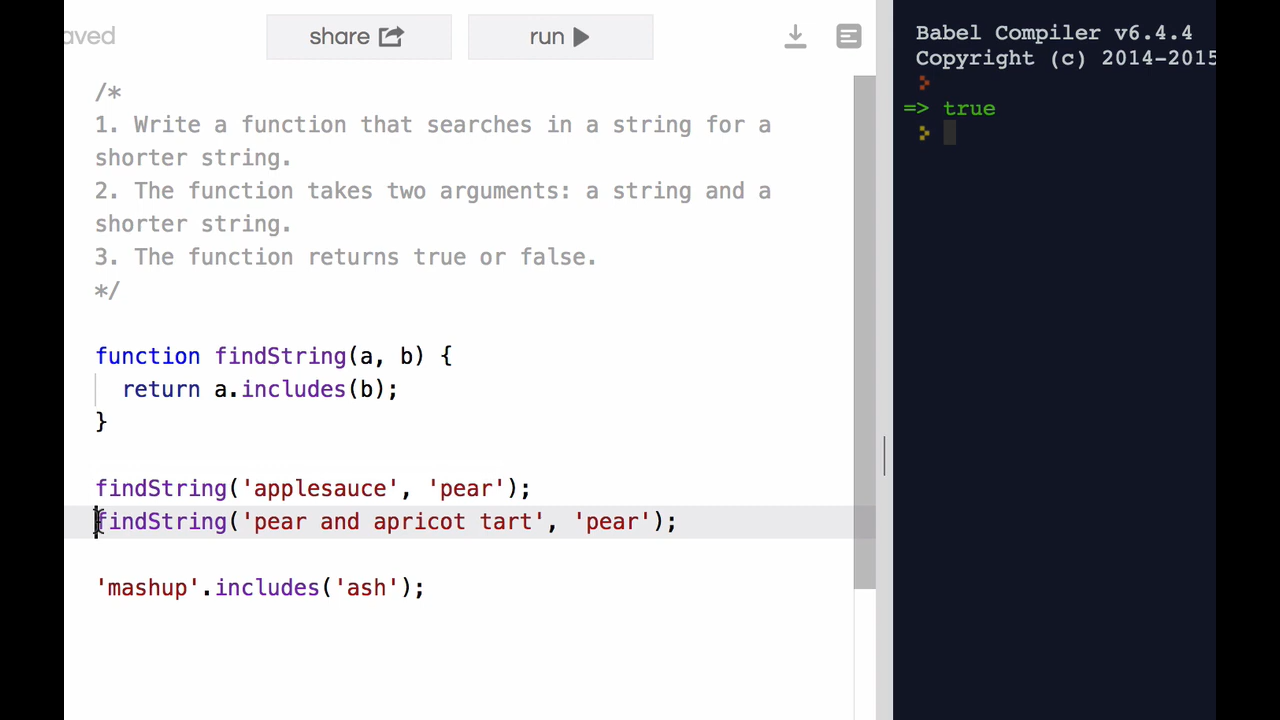 aved
share
run
/*
1. Write a function that searches in a string for a
shorter string.
2. The function takes two arguments: a string and a
shorter string.
3. The function returns true or false.
*/
function findString(a, b) {
return a.includes(b);
}
findString('applesauce', 'pear');
findString('pear and apricot tart', 'pear');
'mashup'.includes('ash');
Babel Compiler v6.4.4
Copyright (c) 2014-2015
=> true